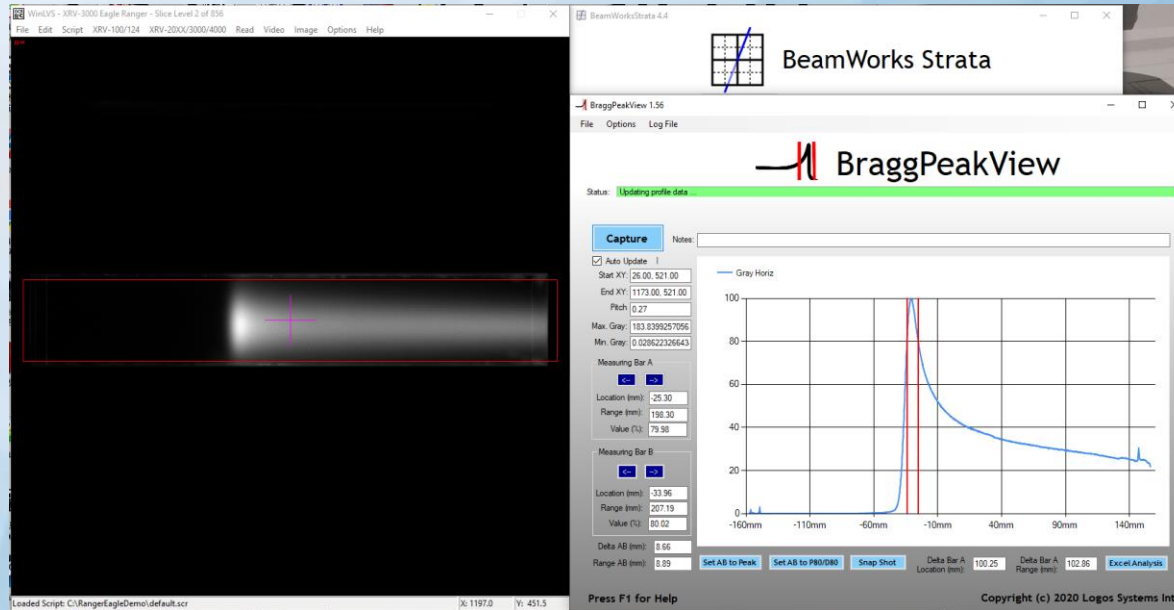 WinLVS - XRV-3000 Eagle Ranger - Slice Level 2 of 856
File Edit Script XRV-100/124 XRV-20XX/3000/4000 Read Video Image Options Help
Loaded Script: C:\RangerEagleDemo\default.scr X: 1197.0 Y: 451.5
BeamWorksStrata 4.4
BeamWorks Strata
BraggPeakView 1.56
File Options Log File
BraggPeakView
Status: Updating profile data ...
Capture Notes:
Auto Update
Start XY: 26.00, 521.00
End XY: 1173.00, 521.00
Pitch 0.27
Max. Gray: 183.8399257056
Min. Gray: 0.028622326643
Measuring Bar A
<- ->
Location (mm): -25.30
Range (mm): 198.30
Value (%): 79.98
Measuring Bar B
<- ->
Location (mm): -33.96
Range (mm): 207.19
Value (%): 80.02
Delta AB (mm): 8.66
Range AB (mm): 8.89
Gray Horiz
100
80
60
40
20
0
-160mm -110mm -60mm -10mm 40mm 90mm 140mm
Set AB to Peak Set AB to P80/D80 Snap Shot Delta Bar A Location (mm): 100.25 Delta Bar A Range (mm): 102.86 Excel Analysis
Press F1 for Help Copyright (c) 2020 Logos Systems Int